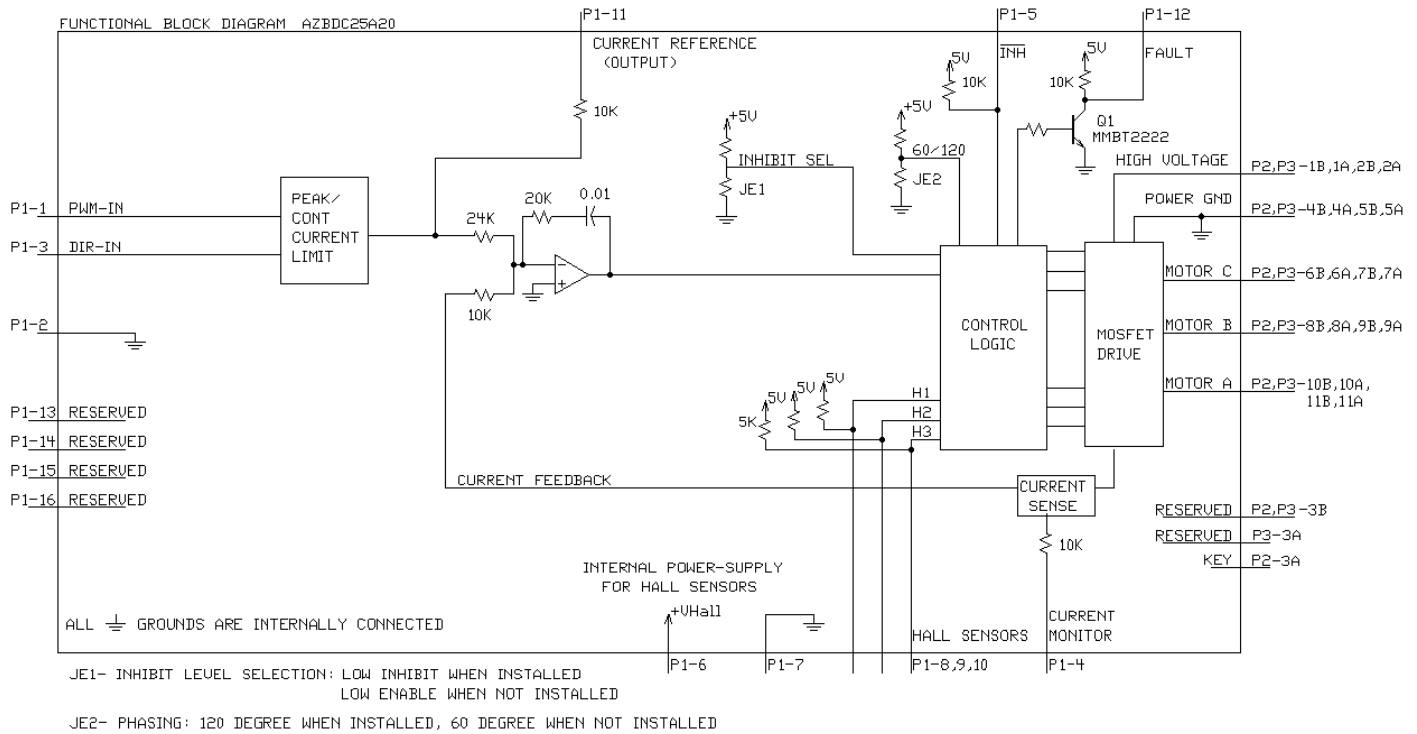 FUNCTIONAL BLOCK DIAGRAM AZBDC25A20
P1-11
P1-5
P1-12
CURRENT REFERENCE
(OUTPUT)
INH
FAULT
5V
10K
5V
10K
10K
+5V
+5V
Q1
MMBT2222
INHIBIT SEL
60/120
JE1
JE2
HIGH VOLTAGE
P2,P3-1B,1A,2B,2A
POWER GND
P2,P3-4B,4A,5B,5A
P1-1 PWM-IN
P1-3 DIR-IN
PEAK/
CONT
CURRENT
LIMIT
24K
20K
0.01
10K
P1-2
CONTROL
LOGIC
MOSFET
DRIVE
MOTOR C P2,P3-6B,6A,7B,7A
MOTOR B P2,P3-8B,8A,9B,9A
MOTOR A P2,P3-10B,10A,
11B,11A
5V
5V
5V
5K
H1
H2
H3
P1-13 RESERVED
P1-14 RESERVED
P1-15 RESERVED
P1-16 RESERVED
CURRENT FEEDBACK
CURRENT
SENSE
10K
RESERVED P2,P3-3B
RESERVED P3-3A
KEY P2-3A
INTERNAL POWER-SUPPLY
FOR HALL SENSORS
+VHall
ALL GROUNDS ARE INTERNALLY CONNECTED
HALL SENSORS
CURRENT
MONITOR
P1-6
P1-7
P1-8,9,10
P1-4
JE1- INHIBIT LEVEL SELECTION: LOW INHIBIT WHEN INSTALLED
LOW ENABLE WHEN NOT INSTALLED
JE2- PHASING: 120 DEGREE WHEN INSTALLED, 60 DEGREE WHEN NOT INSTALLED